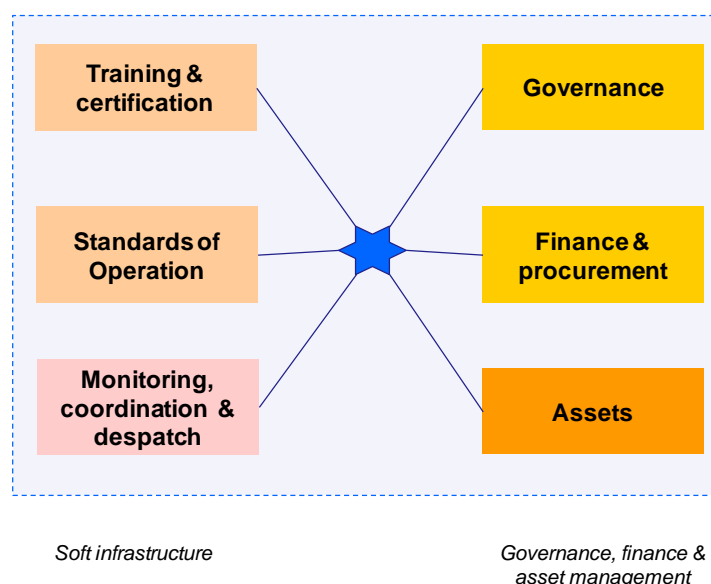 Training &
certification
Governance
Standards of
Operation
Finance &
procurement
Monitoring,
coordination &
despatch
Assets
Soft infrastructure
Governance, finance &
asset management